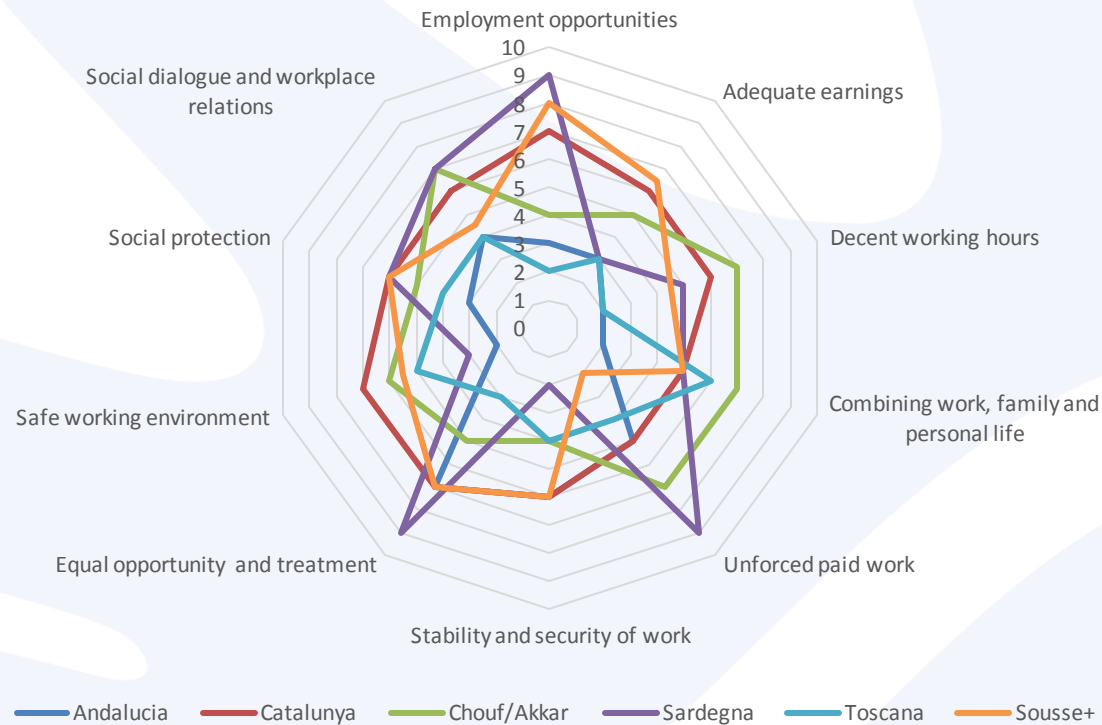 Employment opportunities
10
9
8
7
6
5
4
3
2
1
0
Adequate earnings
Decent working hours
Combining work, family and
personal life
Unforced paid work
Stability and security of work
Equal opportunity and treatment
Safe working environment
Social protection
Social dialogue and workplace
relations
Andalucia Catalunya Chouf/Akkar Sardegna Toscana Sousse+